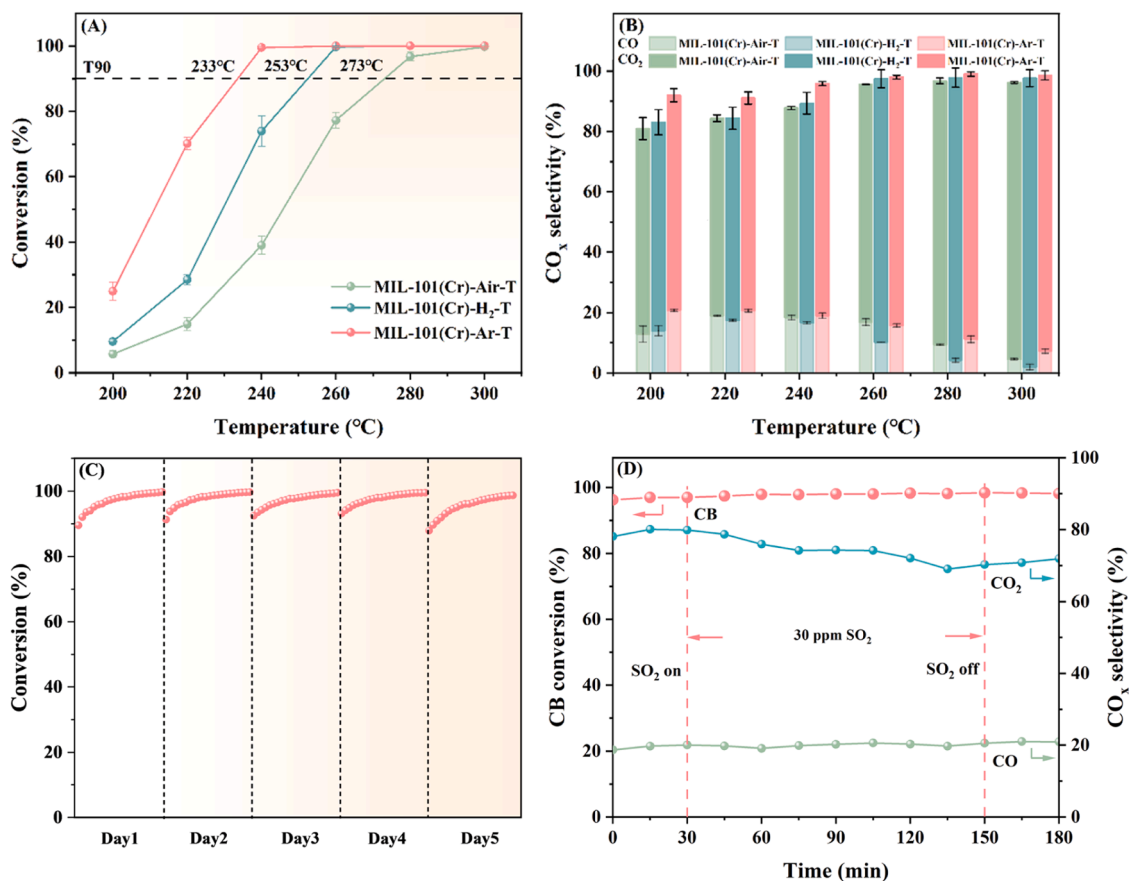 (A)
100
80
60
40
20
0
T90
233°C
253°C
273°C
MIL-101(Cr)-Air-T
MIL-101(Cr)-H₂-T
MIL-101(Cr)-Ar-T
200
220
240
260
280
300
Conversion (%)
Temperature (°C)
(B)
CO MIL-101(Cr)-Air-T MIL-101(Cr)-H₂-T MIL-101(Cr)-Ar-T
CO₂ MIL-101(Cr)-Air-T MIL-101(Cr)-H₂-T MIL-101(Cr)-Ar-T
100
80
60
40
20
0
200
220
240
260
280
300
COₓ selectivity (%)
Temperature (°C)
(C)
100
80
60
40
20
0
Conversion (%)
Day1
Day2
Day3
Day4
Day5
(D)
100
80
60
40
20
0
CB conversion (%)
CB
CO₂
30 ppm SO₂
SO₂ on
SO₂ off
CO
100
80
60
40
20
0
COₓ selectivity (%)
0
30
60
90
120
150
180
Time (min)